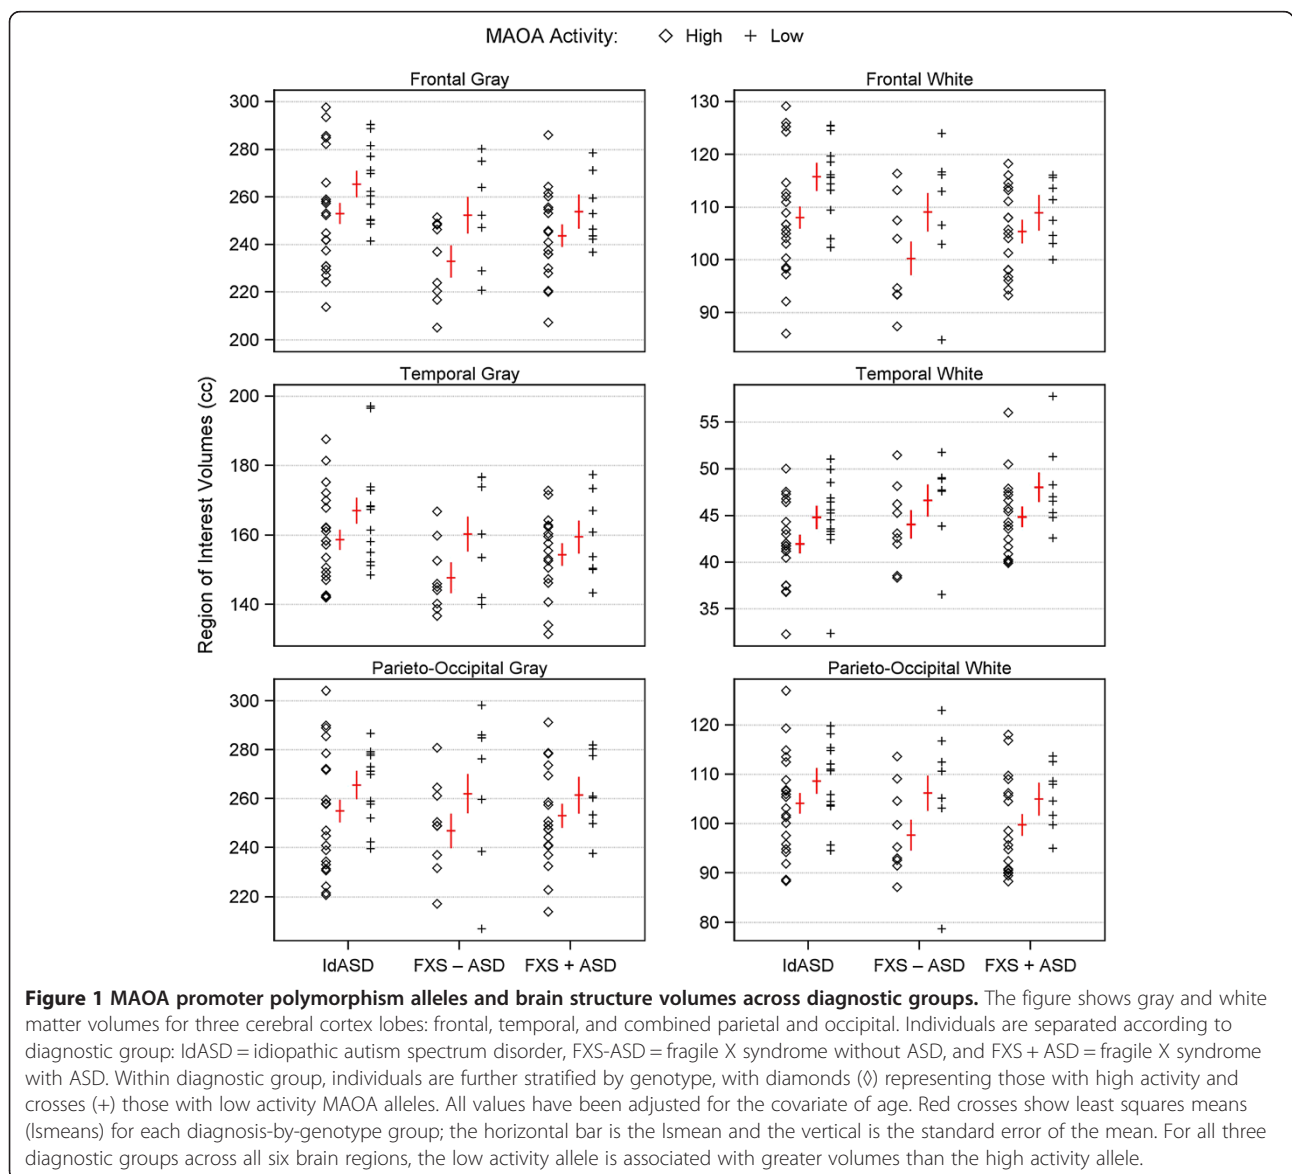 MAOA Activity: ◇ High + Low
Frontal Gray
Frontal White
300
280
260
240
220
200
130
120
110
100
90
Region of Interest Volumes (cc)
Temporal Gray
Temporal White
200
180
160
140
55
50
45
40
35
Parieto-Occipital Gray
Parieto-Occipital White
300
280
260
240
220
120
110
100
90
80
IdASD FXS – ASD FXS + ASD
IdASD FXS – ASD FXS + ASD
Figure 1 MAOA promoter polymorphism alleles and brain structure volumes across diagnostic groups. The figure shows gray and white
matter volumes for three cerebral cortex lobes: frontal, temporal, and combined parietal and occipital. Individuals are separated according to
diagnostic group: IdASD = idiopathic autism spectrum disorder, FXS-ASD = fragile X syndrome without ASD, and FXS + ASD = fragile X syndrome
with ASD. Within diagnostic group, individuals are further stratified by genotype, with diamonds (◊) representing those with high activity and
crosses (+) those with low activity MAOA alleles. All values have been adjusted for the covariate of age. Red crosses show least squares means
(lsmeans) for each diagnosis-by-genotype group; the horizontal bar is the lsmean and the vertical is the standard error of the mean. For all three
diagnostic groups across all six brain regions, the low activity allele is associated with greater volumes than the high activity allele.